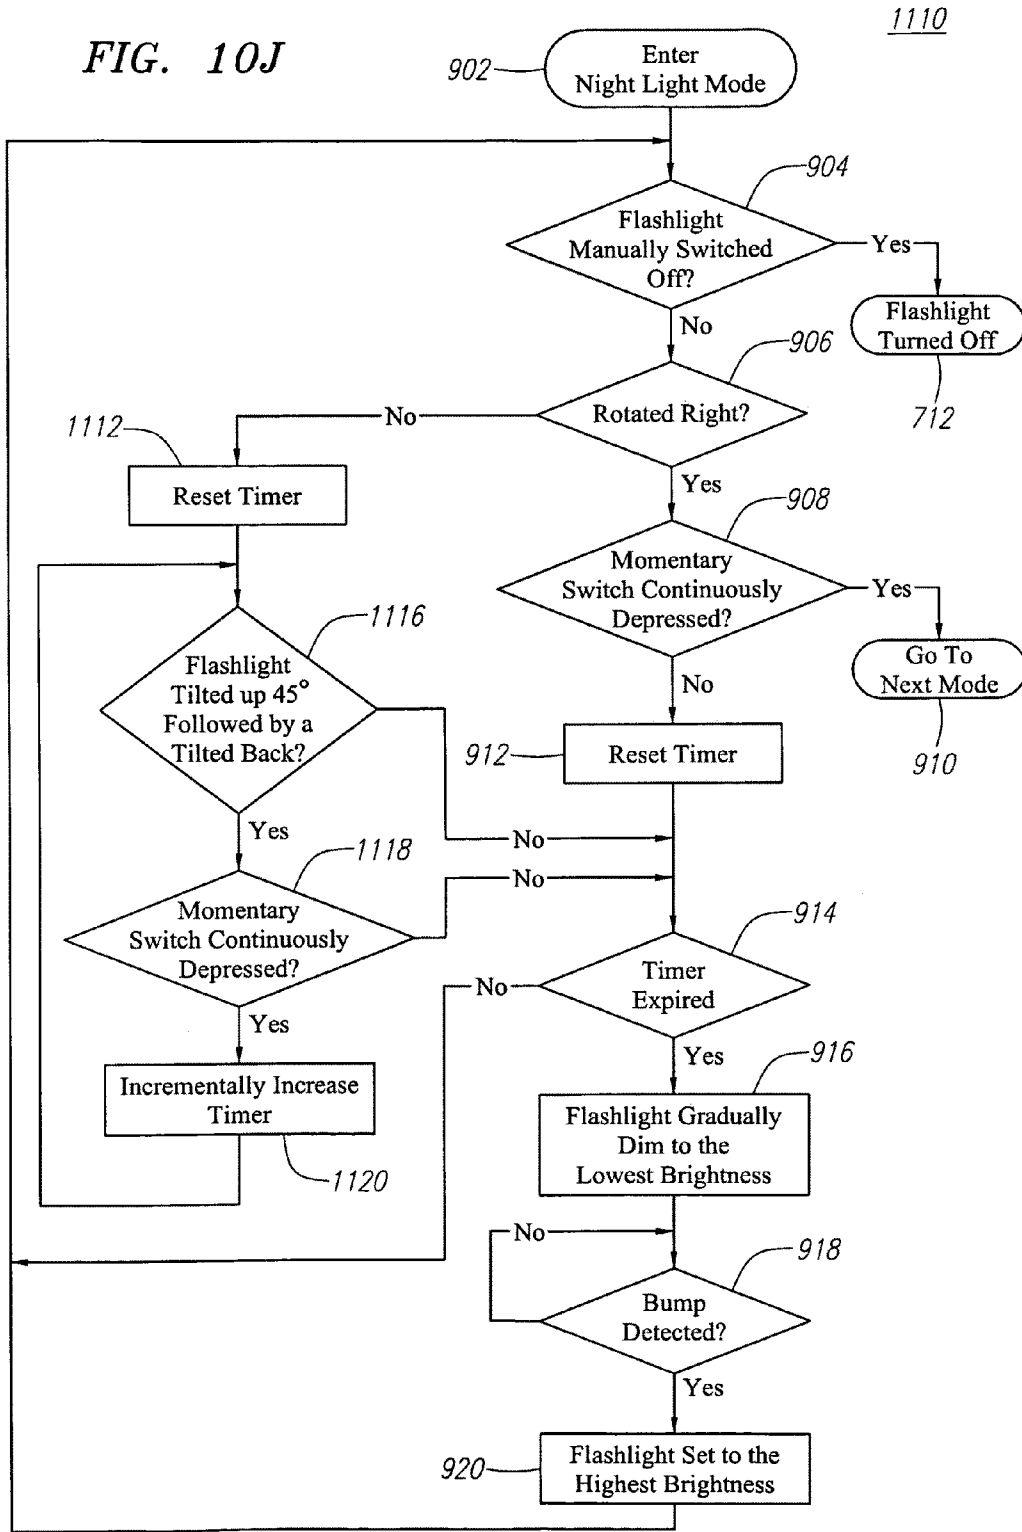 FIG. 10J
1110
902
Enter
Night Light Mode
904
Flashlight
Manually Switched
Off?
Yes
Flashlight
Turned Off
712
No
906
Rotated Right?
No
1112
Reset Timer
Yes
908
Momentary
Switch Continuously
Depressed?
Yes
Go To
Next Mode
910
No
912
Reset Timer
1116
Flashlight
Tilted up 45°
Followed by a
Tilted Back?
No
Yes
1118
Momentary
Switch Continuously
Depressed?
No
Yes
Incrementally Increase
Timer
1120
914
Timer
Expired
No
Yes
916
Flashlight Gradually
Dim to the
Lowest Brightness
No
918
Bump
Detected?
Yes
920
Flashlight Set to the
Highest Brightness